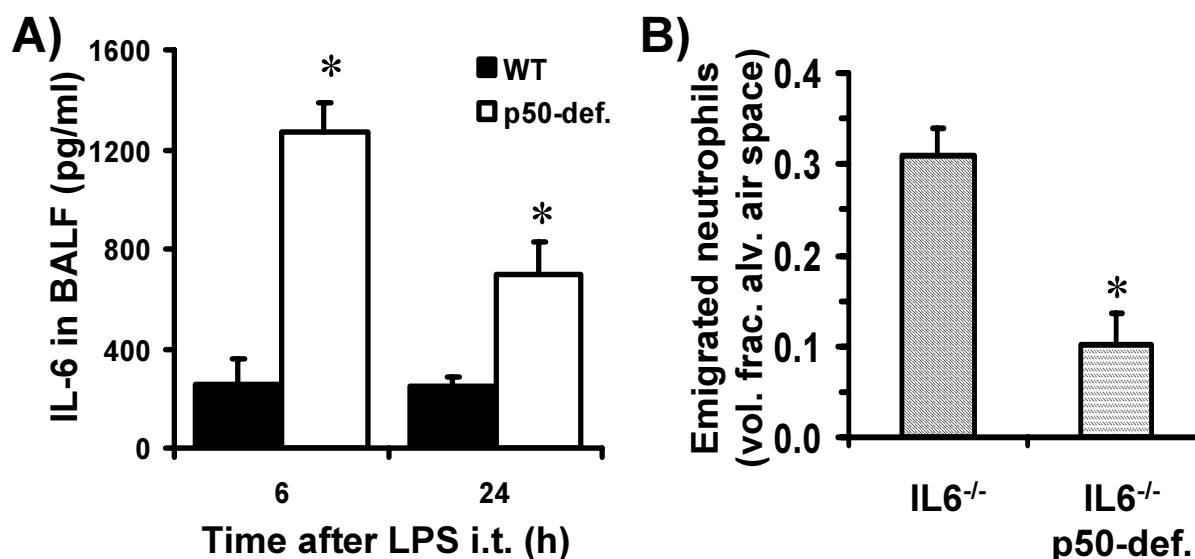 A)
IL-6 in BALF (pg/ml)
1600
1200
800
400
0
*
*
WT
p50-def.
6
24
Time after LPS i.t. (h)
B)
Emigrated neutrophils
(vol. frac. alv. air space)
0.4
0.3
0.2
0.1
0.0
*
IL6-/-
IL6-/-
p50-def.